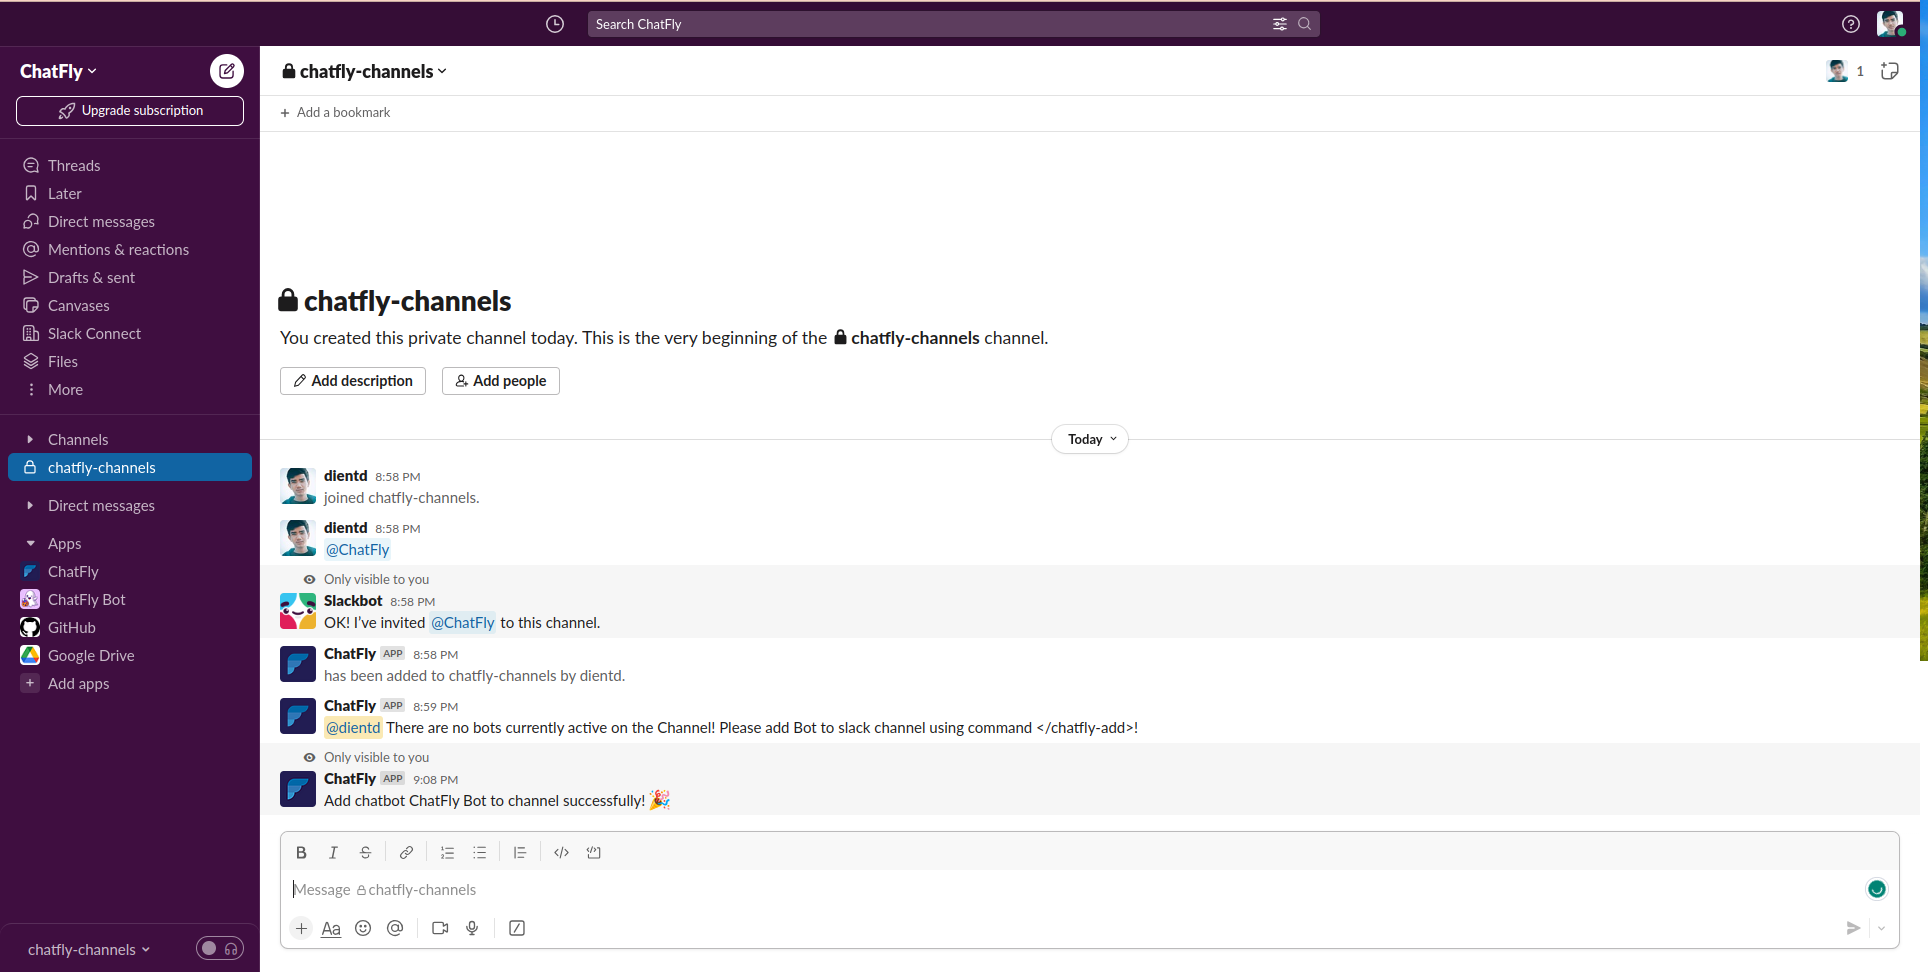 Search ChatFly
ChatFly
Upgrade subscription
Threads
Later
Direct messages
Mentions & reactions
Drafts & sent
Canvases
Slack Connect
Files
More
Channels
chatfly-channels
Direct messages
Apps
ChatFly
ChatFly Bot
GitHub
Google Drive
+ Add apps
chatfly-channels
chatfly-channels
1
+ Add a bookmark
chatfly-channels
You created this private channel today. This is the very beginning of the chatfly-channels channel.
Add description
Add people
Today
dientd 8:58 PM
joined chatfly-channels.
dientd 8:58 PM
@ChatFly
Only visible to you
Slackbot 8:58 PM
OK! I’ve invited @ChatFly to this channel.
ChatFly APP 8:58 PM
has been added to chatfly-channels by dientd.
ChatFly APP 8:59 PM
@dientd There are no bots currently active on the Channel! Please add Bot to slack channel using command </chatfly-add>!
Only visible to you
ChatFly APP 9:08 PM
Add chatbot ChatFly Bot to channel successfully! 🎉
B I S
Message chatfly-channels
+ Aa